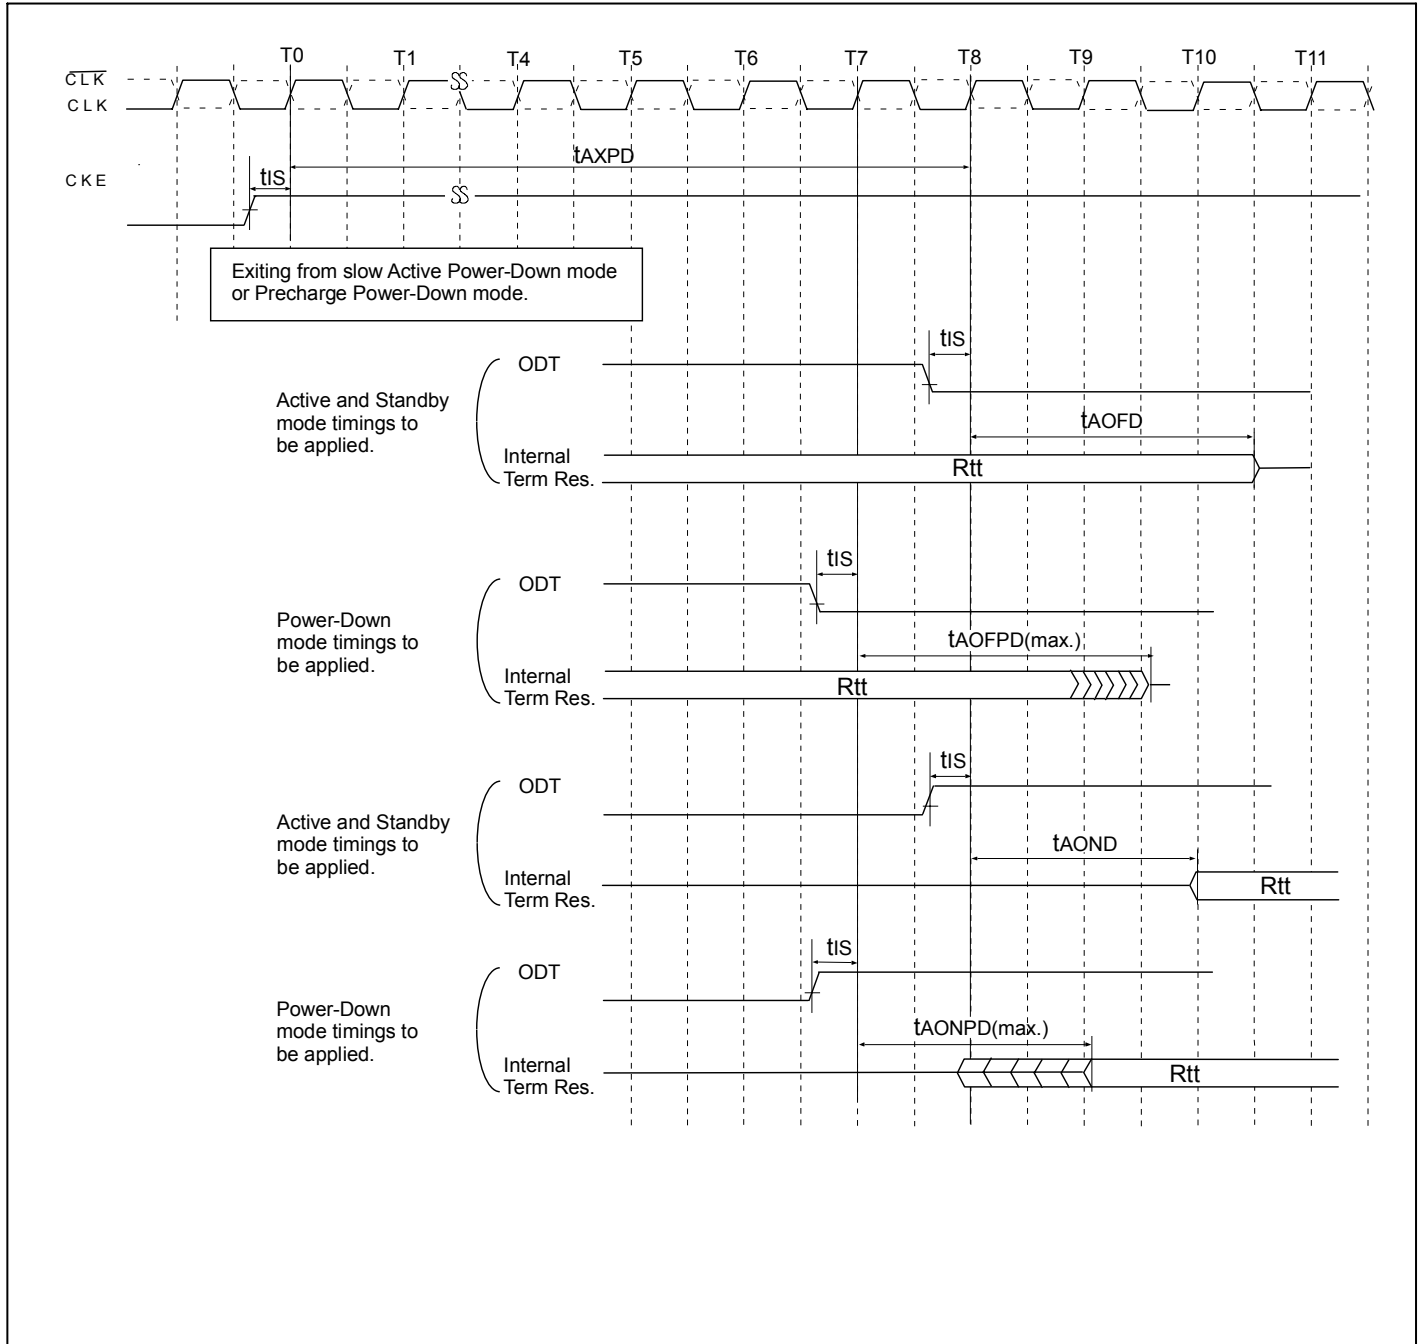 T0 T1 T4 T5 T6 T7 T8 T9 T10 T11
CLK
CLK
tAXPD
CKE
tIS
Exiting from slow Active Power-Down mode
or Precharge Power-Down mode.
tIS
ODT
Active and Standby
mode timings to
be applied.
tAOFD
Internal
Term Res.
Rtt
tIS
ODT
Power-Down
mode timings to
be applied.
tAOFPD(max.)
Internal
Term Res.
Rtt
tIS
ODT
Active and Standby
mode timings to
be applied.
tAOND
Internal
Term Res.
Rtt
tIS
ODT
Power-Down
mode timings to
be applied.
tAONPD(max.)
Internal
Term Res.
Rtt